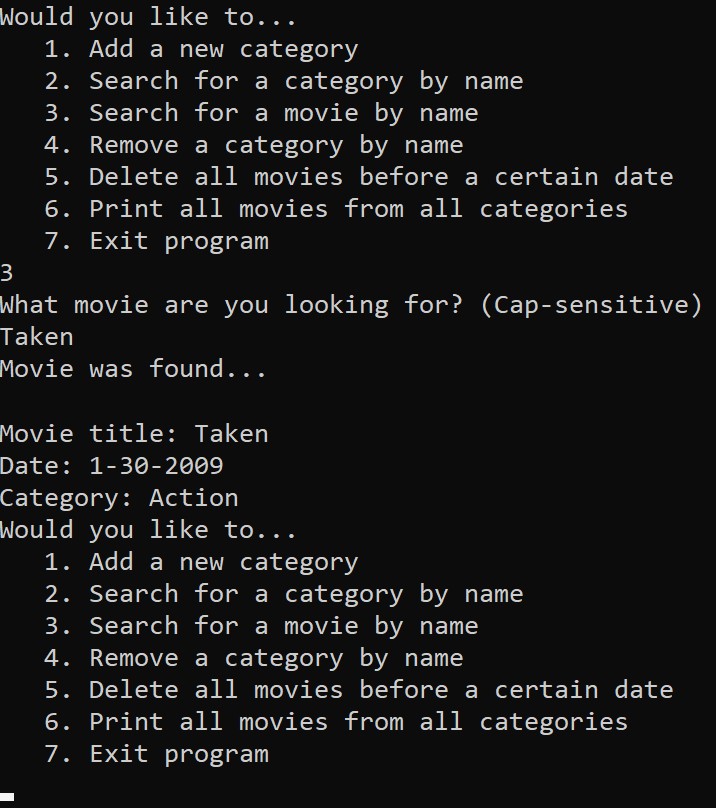 Would you like to...
1. Add a new category
2. Search for a category by name
3. Search for a movie by name
4. Remove a category by name
5. Delete all movies before a certain date
6. Print all movies from all categories
7. Exit program
3
What movie are you looking for? (Cap-sensitive)
Taken
Movie was found...
Movie title: Taken
Date: 1-30-2009
Category: Action
Would you like to...
1. Add a new category
2. Search for a category by name
3. Search for a movie by name
4. Remove a category by name
5. Delete all movies before a certain date
6. Print all movies from all categories
7. Exit program